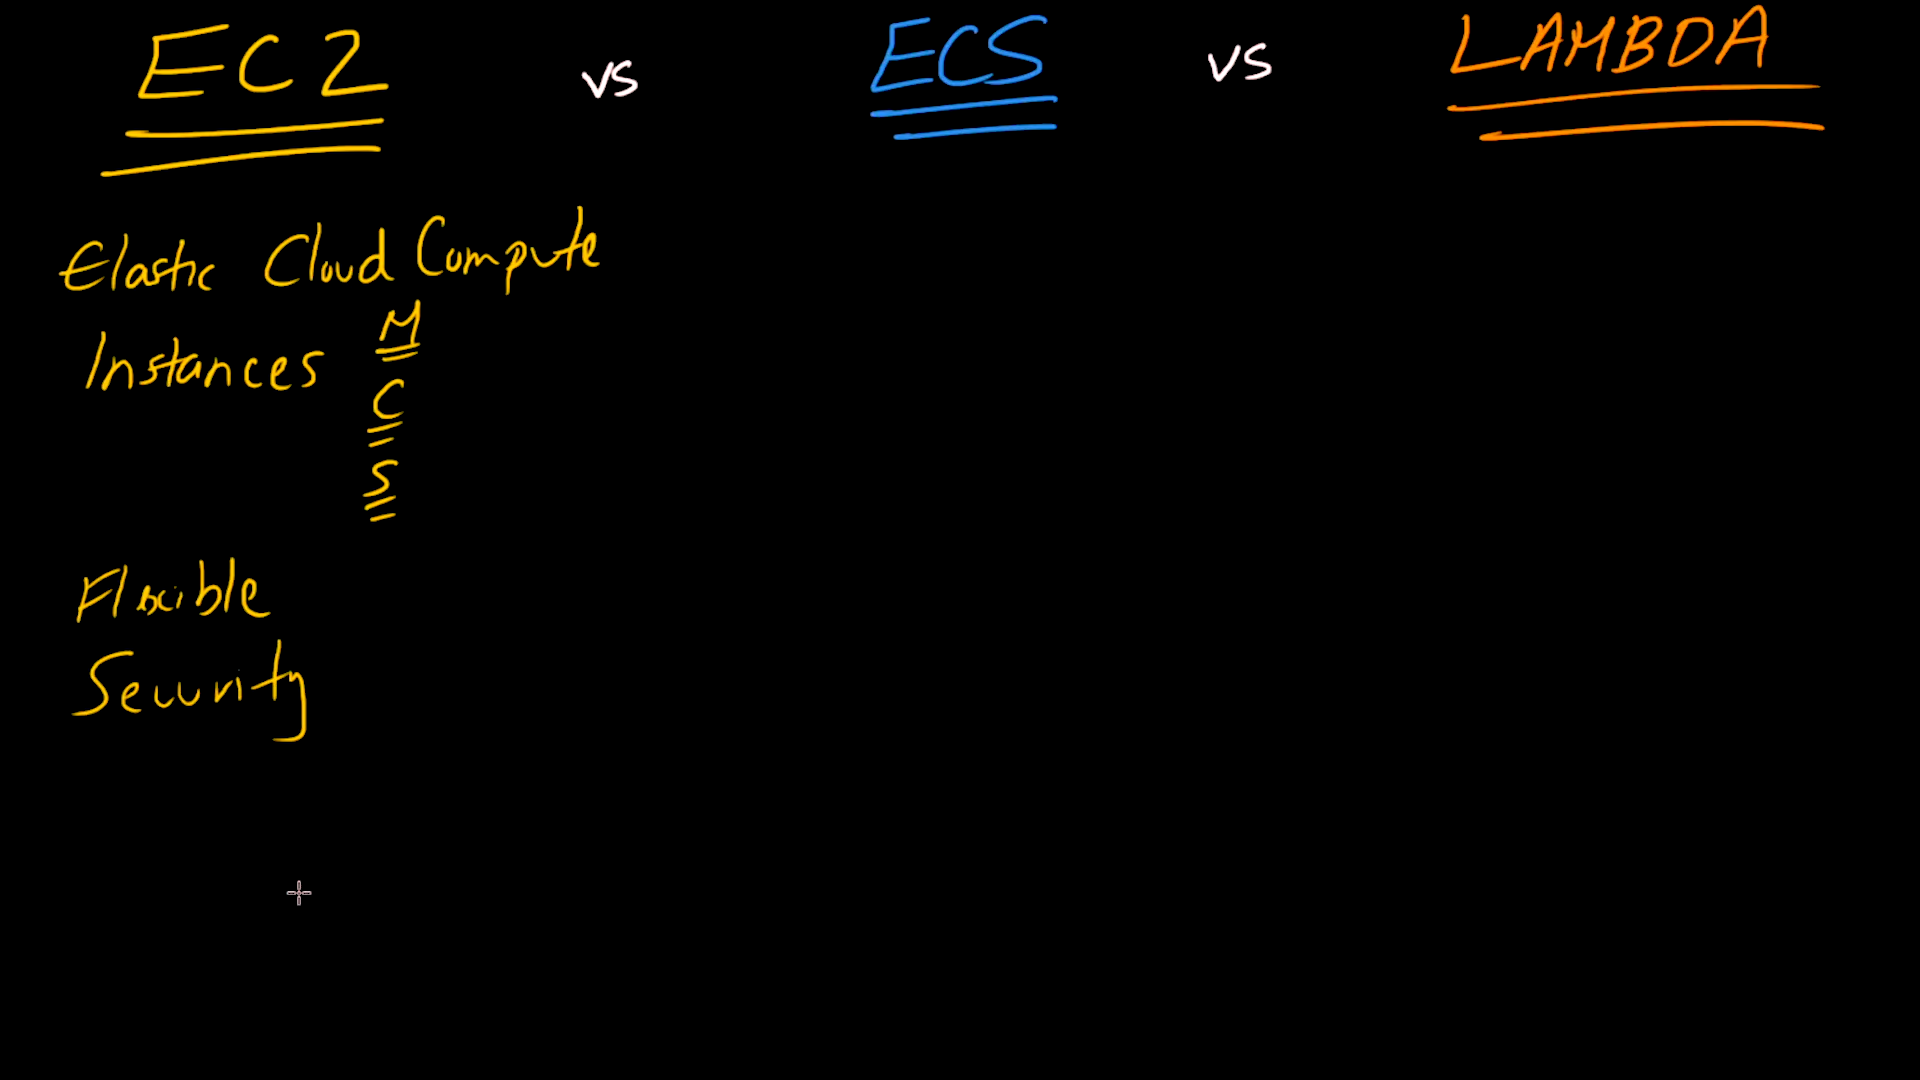 EC2 vs ECS vs LAMBDA
Elastic Cloud Compute
Instances M
C
S
Flexible
Security